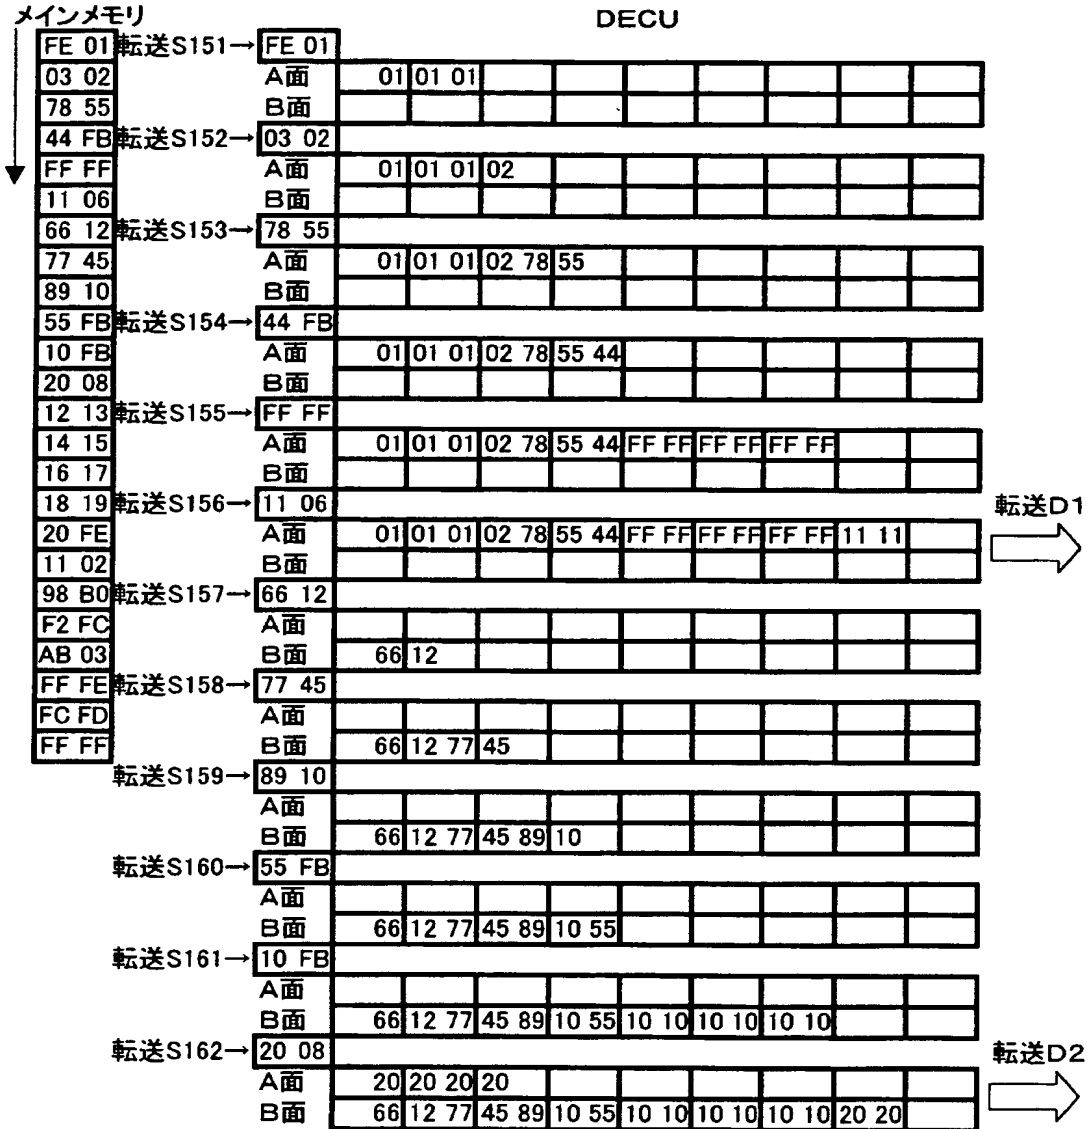 メインメモリ DECU
FE 01 転送S151→ FE 01
03 02 A面 01 01 01
78 55 B面
44 FB 転送S152→ 03 02
FF FF A面 01 01 01 02
11 06 B面
66 12 転送S153→ 78 55
77 45 A面 01 01 01 02 78 55
89 10 B面
55 FB 転送S154→ 44 FB
10 FB A面 01 01 01 02 78 55 44
20 08 B面
12 13 転送S155→ FF FF
14 15 A面 01 01 01 02 78 55 44 FF FF FF FF FF FF
16 17 B面
18 19 転送S156→ 11 06 転送D1
20 FE A面 01 01 01 02 78 55 44 FF FF FF FF FF FF 11 11
11 02 B面
98 B0 転送S157→ 66 12
F2 FC A面
AB 03 B面 66 12
FF FE 転送S158→ 77 45
FC FD A面
FF FF B面 66 12 77 45
転送S159→ 89 10
A面
B面 66 12 77 45 89 10
転送S160→ 55 FB
A面
B面 66 12 77 45 89 10 55
転送S161→ 10 FB
A面
B面 66 12 77 45 89 10 55 10 10 10 10 10 10
転送S162→ 20 08 転送D2
A面 20 20 20 20
B面 66 12 77 45 89 10 55 10 10 10 10 10 10 20 20